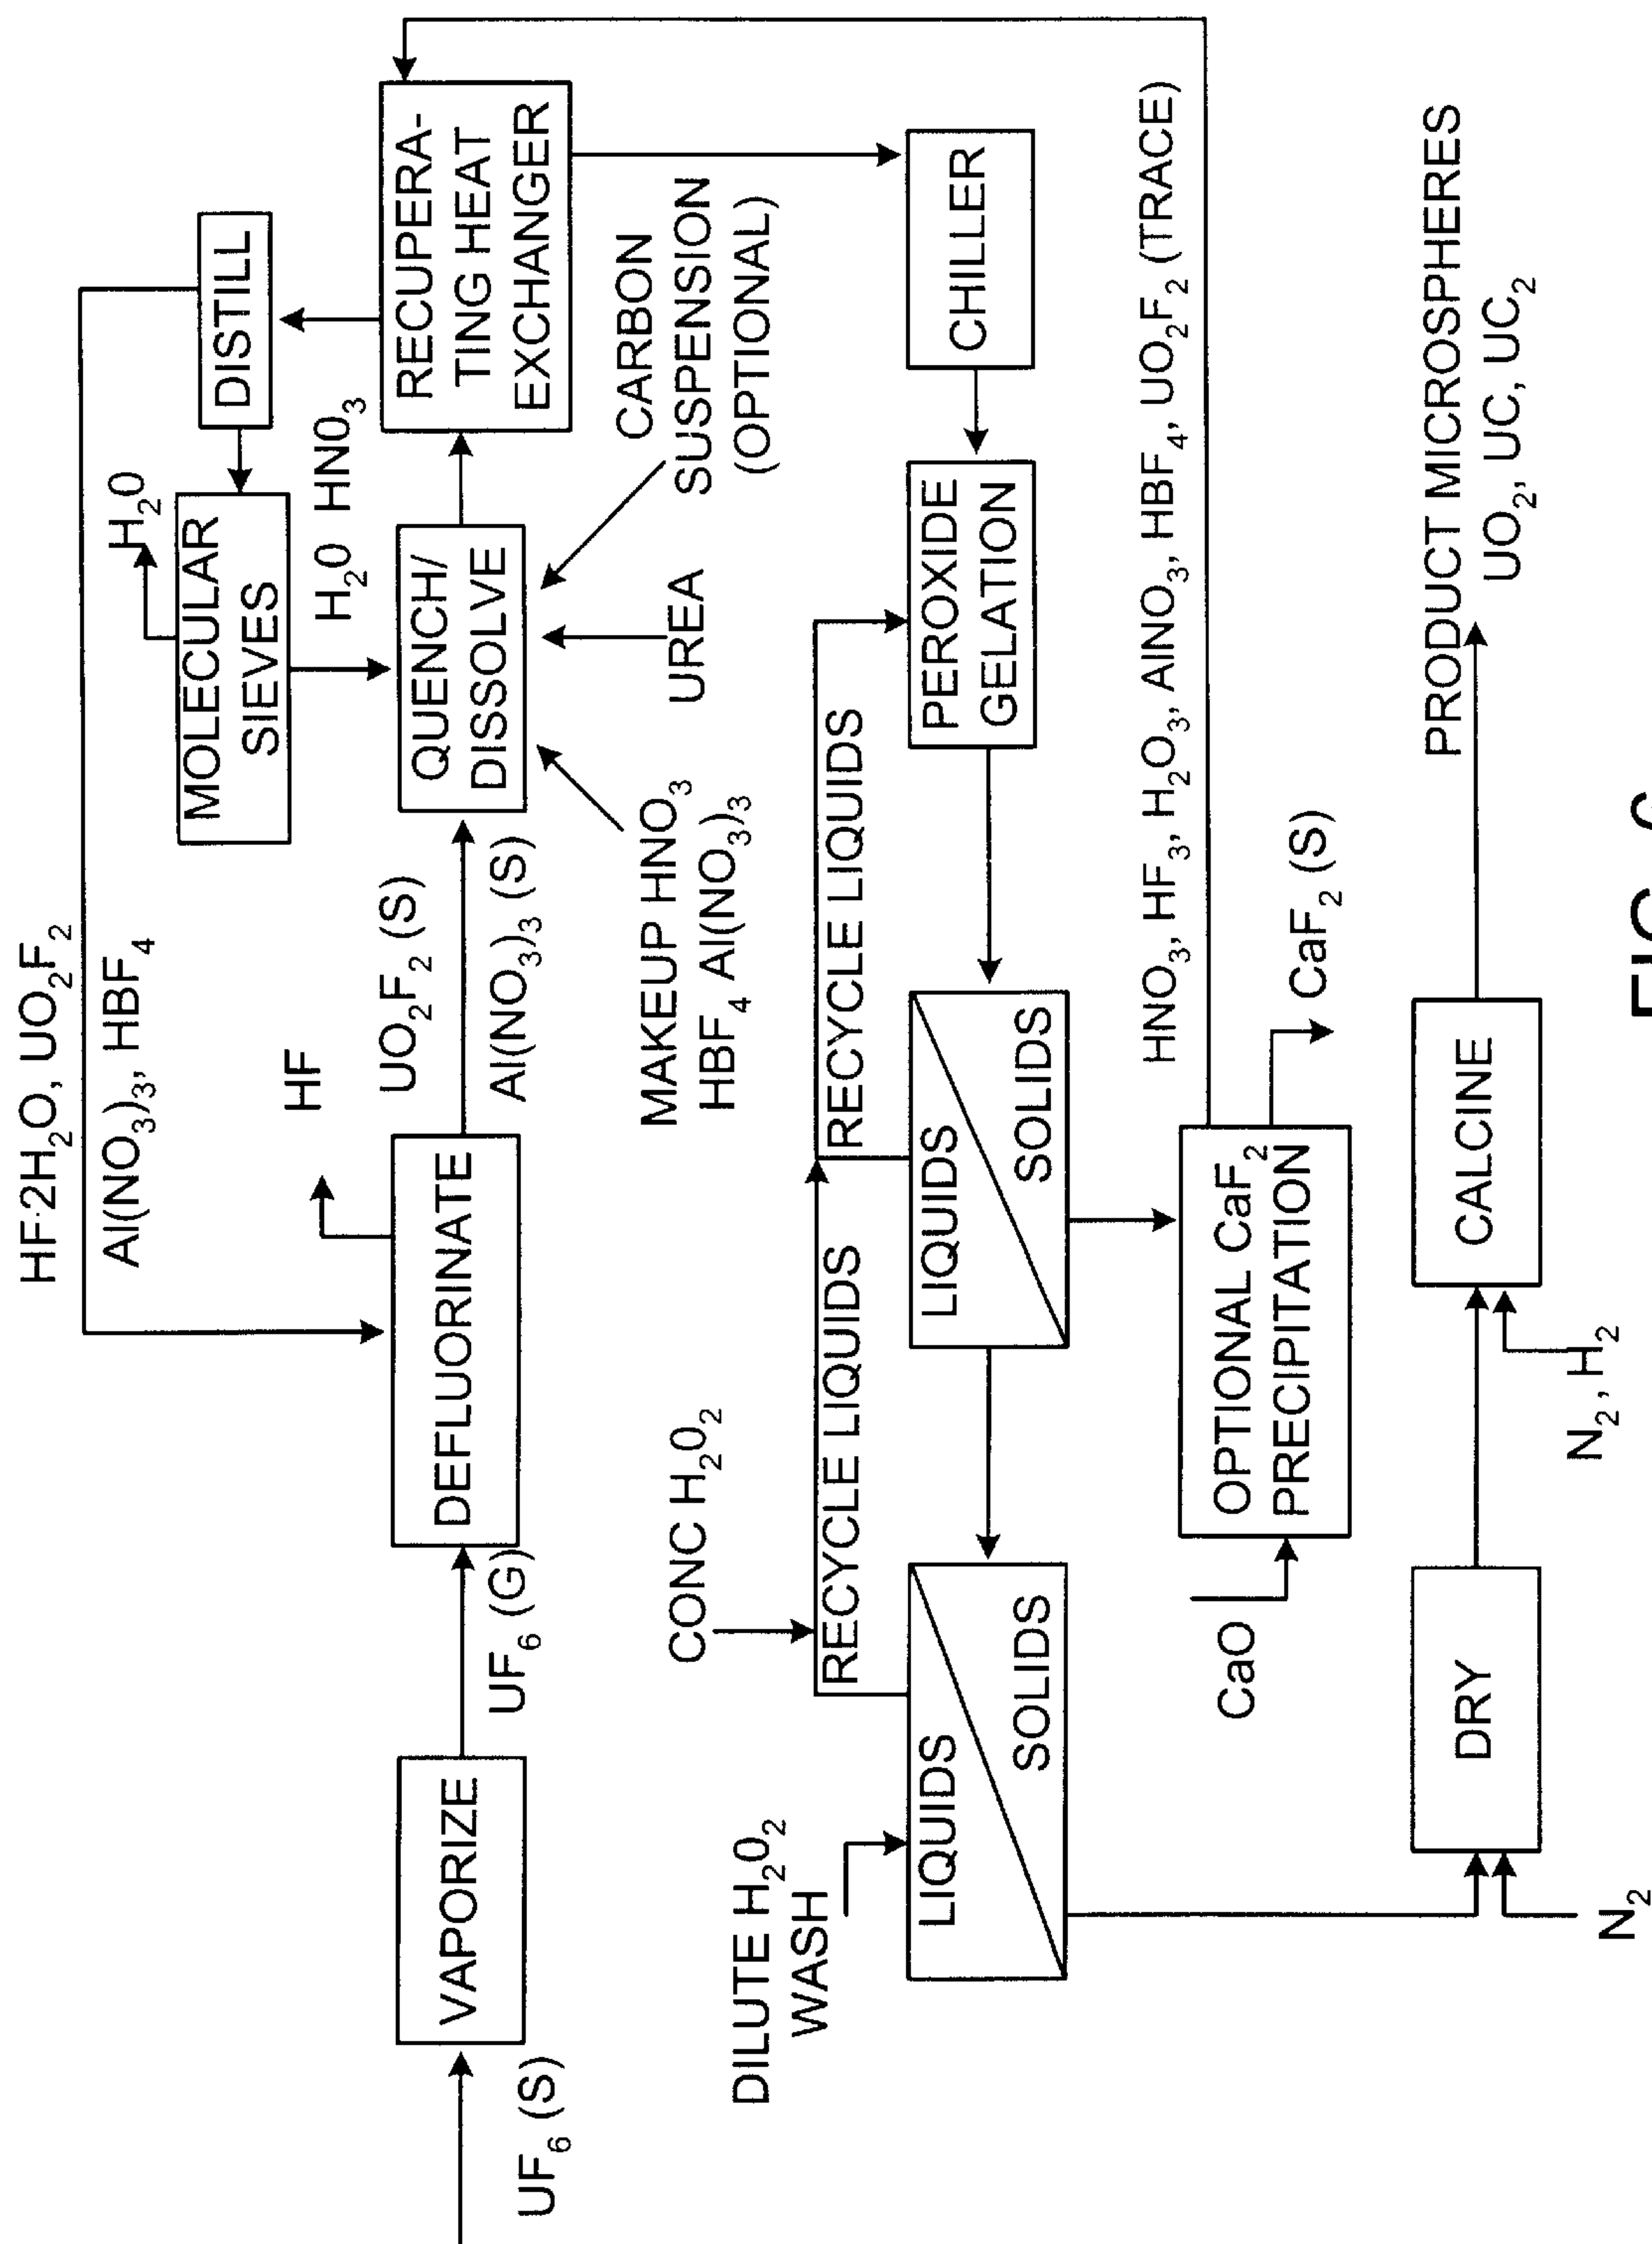 HF·2H2O, UO2F2
Al(NO3)3, HBF4
DISTILL
H2O
MOLECULAR
SIEVES
H2O HNO3
HF
UF6 (S)
VAPORIZE
UF6 (G)
DEFLUORINATE
UO2F2 (S)
Al(NO3)3 (S)
QUENCH/
DISSOLVE
RECUPERA-
TING HEAT
EXCHANGER
MAKEUP HNO3
HBF4 Al(NO3)3
UREA
CARBON
SUSPENSION
(OPTIONAL)
DILUTE H2O2
WASH
CONC H2O2
RECYCLE LIQUIDS
RECYCLE LIQUIDS
LIQUIDS
SOLIDS
LIQUIDS
SOLIDS
PEROXIDE
GELATION
CHILLER
HNO3, HF3, H2O3, AlNO3, HBF4, UO2F2 (TRACE)
CaO
OPTIONAL CaF2
PRECIPITATION
CaF2 (S)
N2
DRY
N2, H2
CALCINE
PRODUCT MICROSPHERES
UO2, UC, UC2